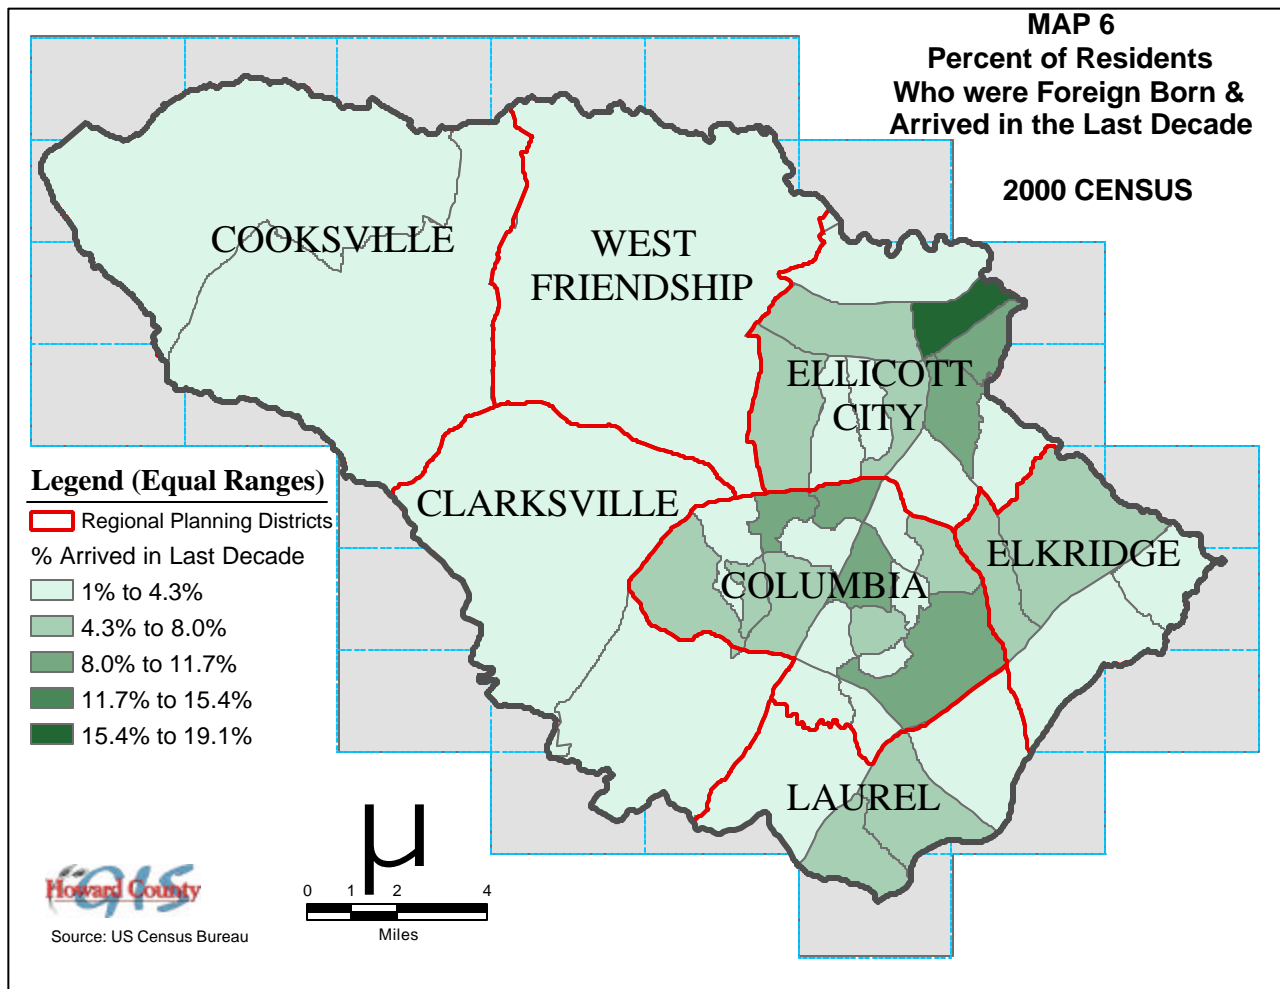 MAP 6
Percent of Residents
Who were Foreign Born &
Arrived in the Last Decade
2000 CENSUS
COOKSVILLE
WEST
FRIENDSHIP
ELLICOTT
CITY
CLARKSVILLE
COLUMBIA
ELKRIDGE
LAUREL
Legend (Equal Ranges)
Regional Planning Districts
% Arrived in Last Decade
1% to 4.3%
4.3% to 8.0%
8.0% to 11.7%
11.7% to 15.4%
15.4% to 19.1%
µ
Howard County
GIS
Source: US Census Bureau
0 1 2 4
Miles